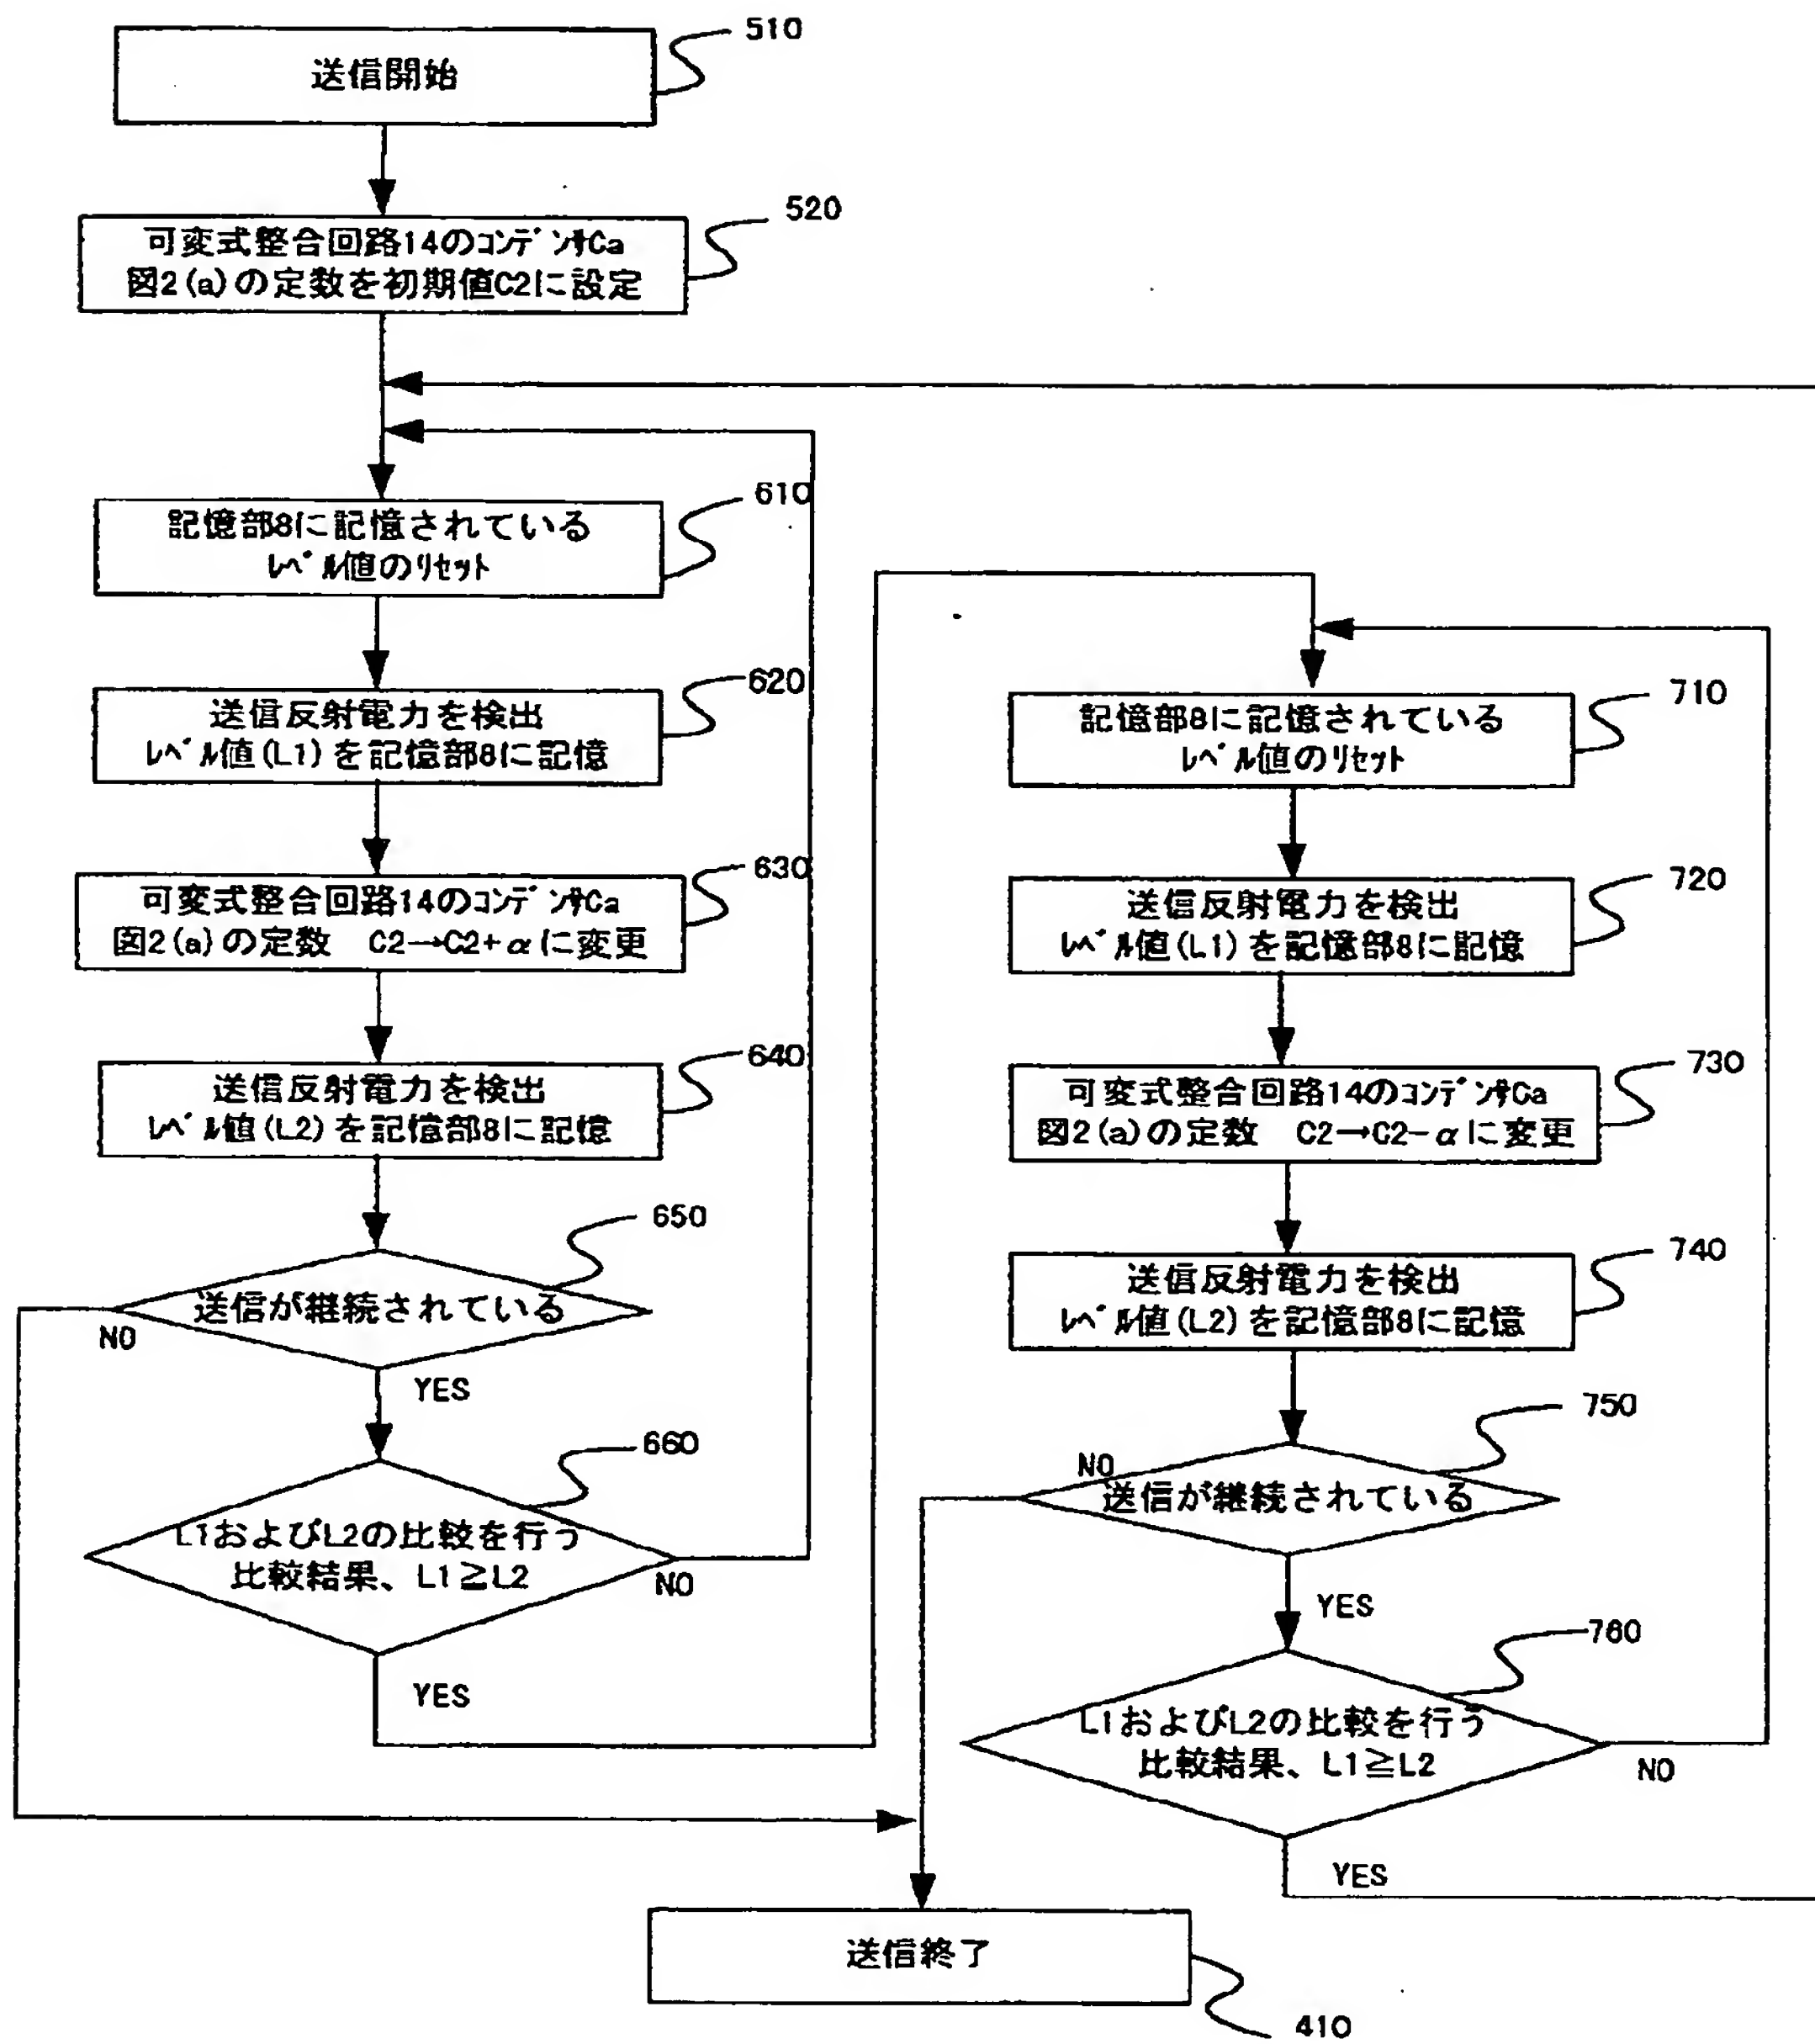 送信開始
510
可変式整合回路14のｺﾝﾃﾞﾝｻCa
図2(a)の定数を初期値C2に設定
520
記憶部8に記憶されている
ﾚﾍﾞﾙ値のﾘｾｯﾄ
610
送信反射電力を検出
ﾚﾍﾞﾙ値(L1)を記憶部8に記憶
620
可変式整合回路14のｺﾝﾃﾞﾝｻCa
図2(a)の定数　C2→C2+αに変更
630
送信反射電力を検出
ﾚﾍﾞﾙ値(L2)を記憶部8に記憶
640
送信が継続されている
650
NO
YES
L1およびL2の比較を行う
比較結果、L1≧L2
660
NO
YES
記憶部8に記憶されている
ﾚﾍﾞﾙ値のﾘｾｯﾄ
710
送信反射電力を検出
ﾚﾍﾞﾙ値(L1)を記憶部8に記憶
720
可変式整合回路14のｺﾝﾃﾞﾝｻCa
図2(a)の定数　C2→C2-αに変更
730
送信反射電力を検出
ﾚﾍﾞﾙ値(L2)を記憶部8に記憶
740
送信が継続されている
750
NO
YES
L1およびL2の比較を行う
比較結果、L1≧L2
760
NO
YES
送信終了
410